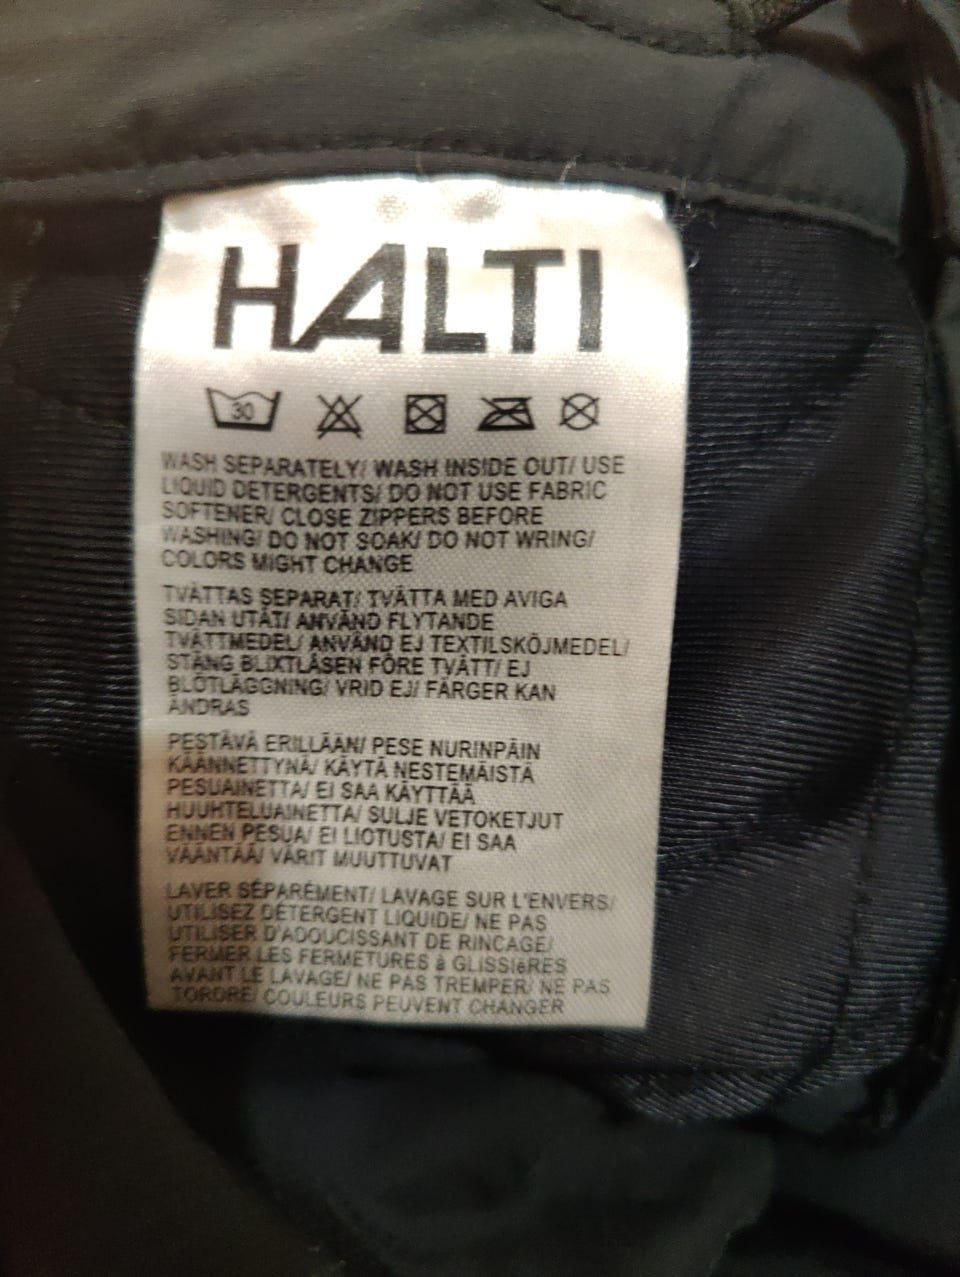 HALTI
30
WASH SEPARATELY/ WASH INSIDE OUT/ USE
LIQUID DETERGENTS/ DO NOT USE FABRIC
SOFTENER/ CLOSE ZIPPERS BEFORE
WASHING/ DO NOT SOAK/ DO NOT WRING/
COLORS MIGHT CHANGE
TVÄTTAS SEPARAT/ TVÄTTA MED AVIGA
SIDAN UTÅT/ ANVÄND FLYTANDE
TVÄTTMEDEL/ ANVÄND EJ TEXTILSKÖJMEDEL/
STÄNG BLIXTLÅSEN FÖRE TVÄTT/ EJ
BLÖTLÄGGNING/ VRID EJ/ FÄRGER KAN
ÄNDRAS
PESTÄVÄ ERILLÄÄN/ PESE NURINPÄIN
KÄÄNNETTYNÄ/ KÄYTÄ NESTEMÄISTÄ
PESUAINETTA/ EI SAA KÄYTTÄÄ
HUUHTELUAINETTA/ SULJE VETOKETJUT
ENNEN PESUA/ EI LIOTUSTA/ EI SAA
VÄÄNTÄÄ/ VÄRIT MUUTTUVAT
LAVER SÉPARÉMENT/ LAVAGE SUR L'ENVERS/
UTILISEZ DÉTERGENT LIQUIDE/ NE PAS
UTILISER D'ADOUCISSANT DE RINCAGE/
FERMER LES FERMETURES à GLISSIèRES
AVANT LE LAVAGE/ NE PAS TREMPER/ NE PAS
TORDRE/ COULEURS PEUVENT CHANGER